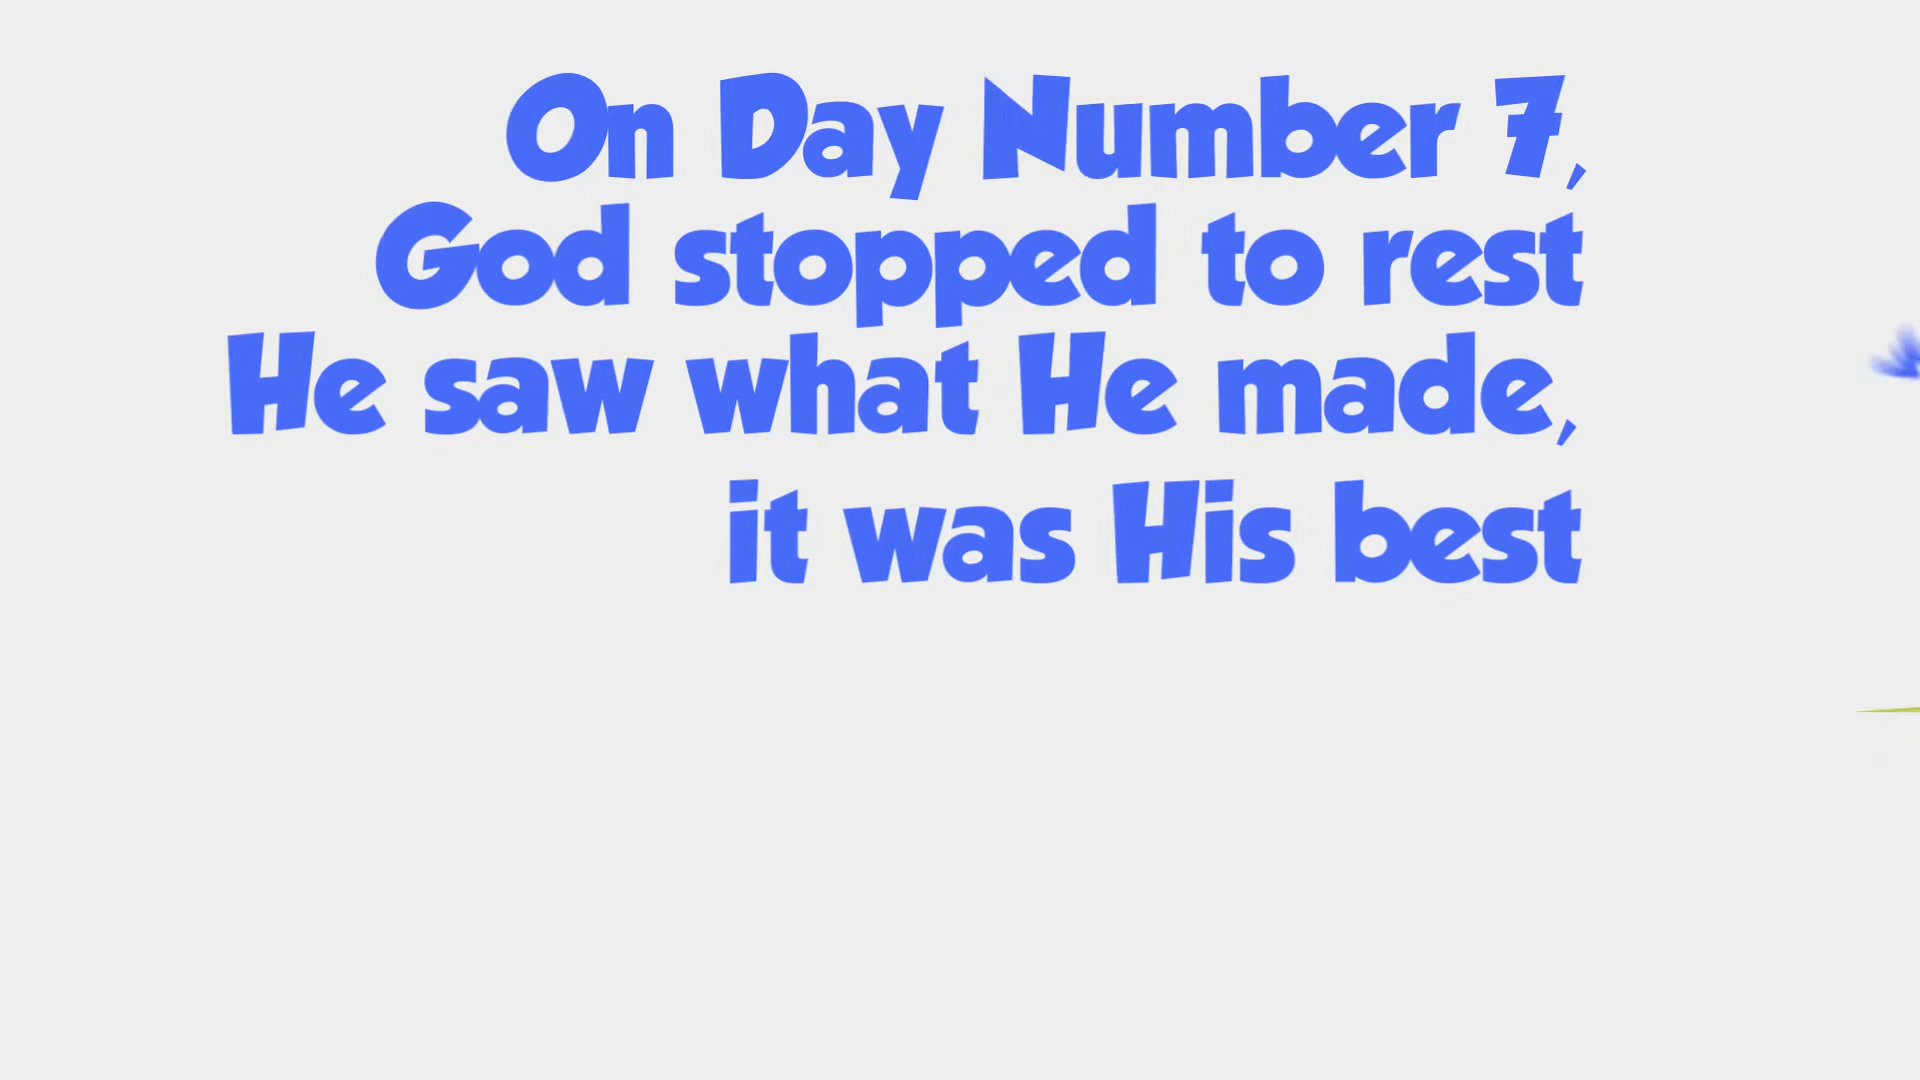 On Day Number 7,
God stopped to rest
He saw what He made,
it was His best